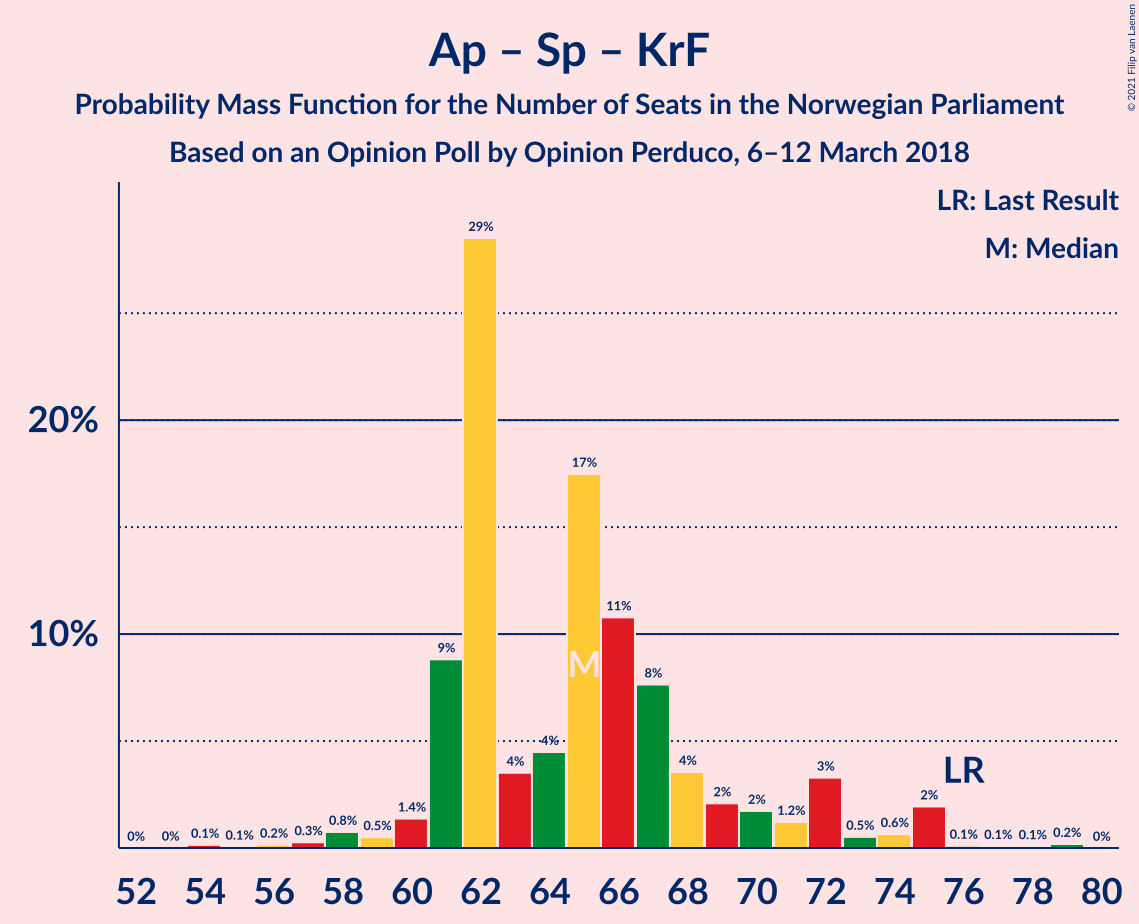 Ap – Sp – KrF
Probability Mass Function for the Number of Seats in the Norwegian Parliament
Based on an Opinion Poll by Opinion Perduco, 6–12 March 2018
© 2021 Filip van Laenen
LR: Last Result
M: Median
20%
10%
0% 0% 0.1% 0.1% 0.2% 0.3% 0.8% 0.5% 1.4% 9% 29% 4% 4% 17% 11% 8% 4% 2% 2% 1.2% 3% 0.5% 0.6% 2% 0.1% 0.1% 0.1% 0.2% 0%
M
LR
52 54 56 58 60 62 64 66 68 70 72 74 76 78 80